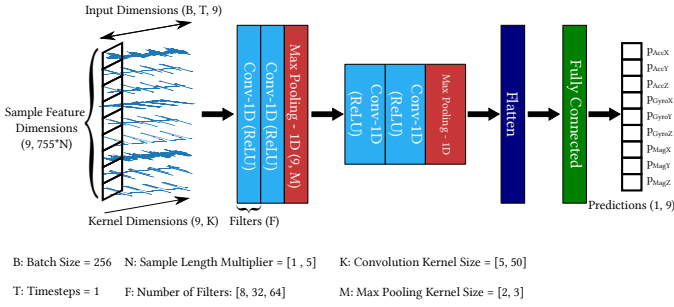 Input Dimensions (B, T, 9)
Sample Feature
Dimensions
(9, 755*N)
Kernel Dimensions (9, K)
Conv-1D (ReLU)
Conv-1D (ReLU)
Max Pooling - 1D (9, M)
Filters (F)
Conv-1D
(ReLU)
Conv-1D
(ReLU)
Max Pooling - 1D
Flatten
Fully Connected
PAccX
PAccY
PAccZ
PGyroX
PGyroY
PGyroZ
PMagX
PMagY
PMagZ
Predictions (1, 9)
B: Batch Size = 256 N: Sample Length Multiplier = [1 , 5] K: Convolution Kernel Size = [5, 50]
T: Timesteps = 1 F: Number of Filters: [8, 32, 64] M: Max Pooling Kernel Size = [2, 3]